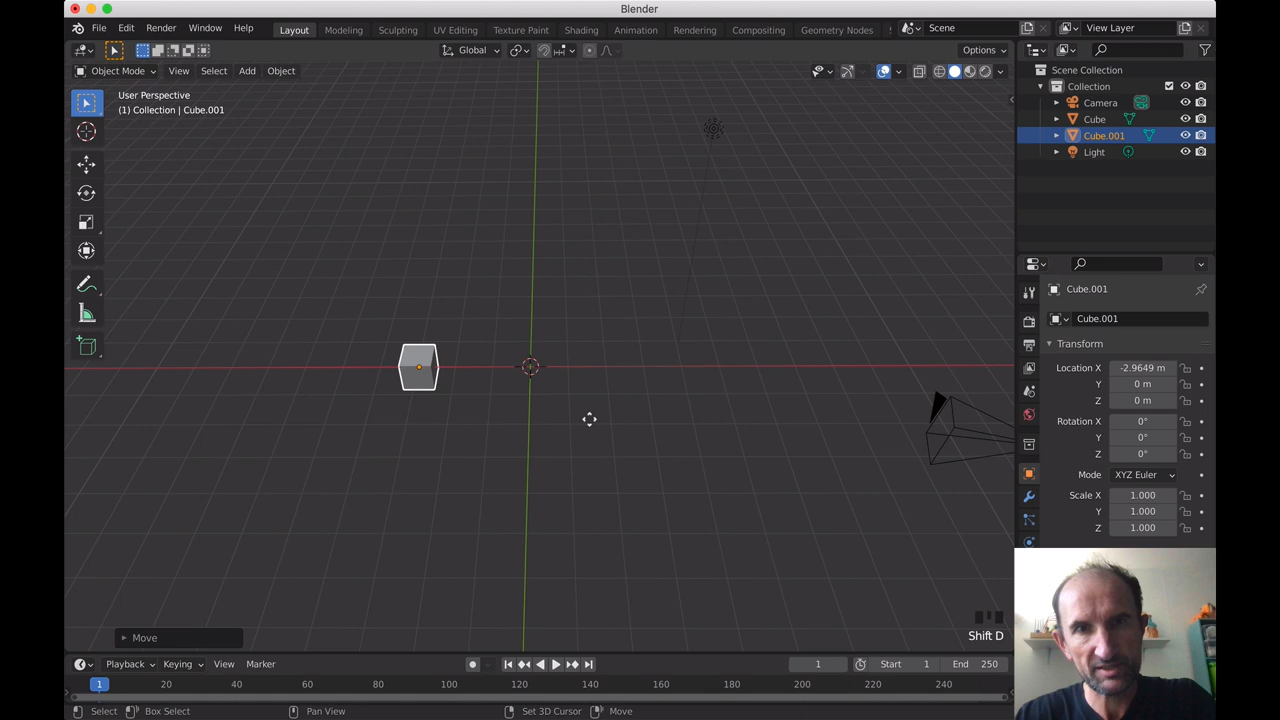 Blender
File Edit Render Window Help Layout Modeling Sculpting UV Editing Texture Paint Shading Animation Rendering Compositing Geometry Nodes Scene View Layer
Global Options
Object Mode View Select Add Object
User Perspective
(1) Collection | Cube.001
Scene Collection
Collection
Camera
Cube
Cube.001
Light
Cube.001
Cube.001
Transform
Location X -2.9649 m
Y 0 m
Z 0 m
Rotation X 0°
Y 0°
Z 0°
Mode XYZ Euler
Scale X 1.000
Y 1.000
Z 1.000
Move
Shift D
Playback Keying View Marker 1 Start 1 End 250
1 20 40 60 80 100 120 140 160 180 200 220 240
Select Box Select Pan View Set 3D Cursor Move